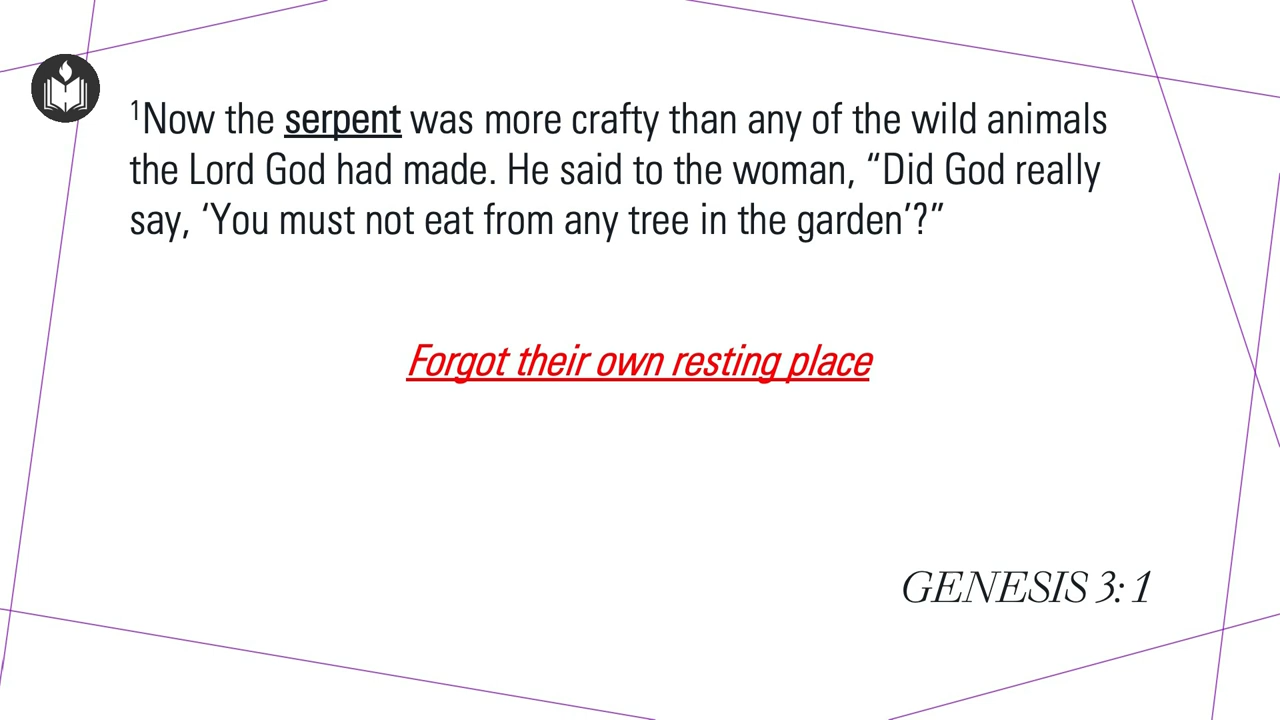 ¹Now the serpent was more crafty than any of the wild animals
the Lord God had made. He said to the woman, “Did God really
say, ‘You must not eat from any tree in the garden’?”
Forgot their own resting place
GENESIS 3: 1